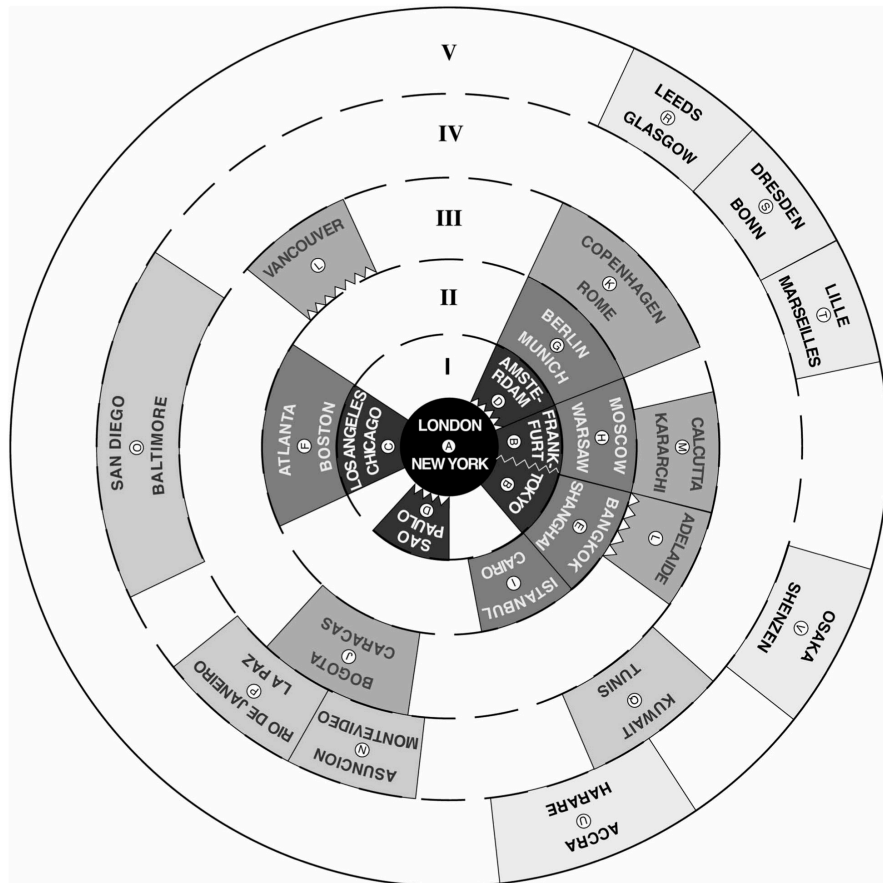 V
IV
III
II
I
LONDON
A
NEW YORK
LEEDS
R
GLASGOW
DRESDEN
S
BONN
LILLE
T
MARSEILLES
VANCOUVER
L
COPENHAGEN
K
ROME
BERLIN
G
MUNICH
AMSTE-
RDAM
D
FRANK-
FURT
B
TOKYO
B
MOSCOW
H
WARSAW
CALCUTTA
M
KARARCHI
ADELAIDE
L
BANGKOK
E
SHANGHAI
CAIRO
I
ISTANBUL
SAO
PAULO
D
LOS ANGELES
CHICAGO
C
ATLANTA
F
BOSTON
SAN DIEGO
O
BALTIMORE
CARACAS
J
BOGOTA
LA PAZ
P
RIO DE JANEIRO
MONTEVIDEO
N
ASUNCION
TUNIS
Q
KUWAIT
OSAKA
V
SHENZEN
HARARE
U
ACCRA